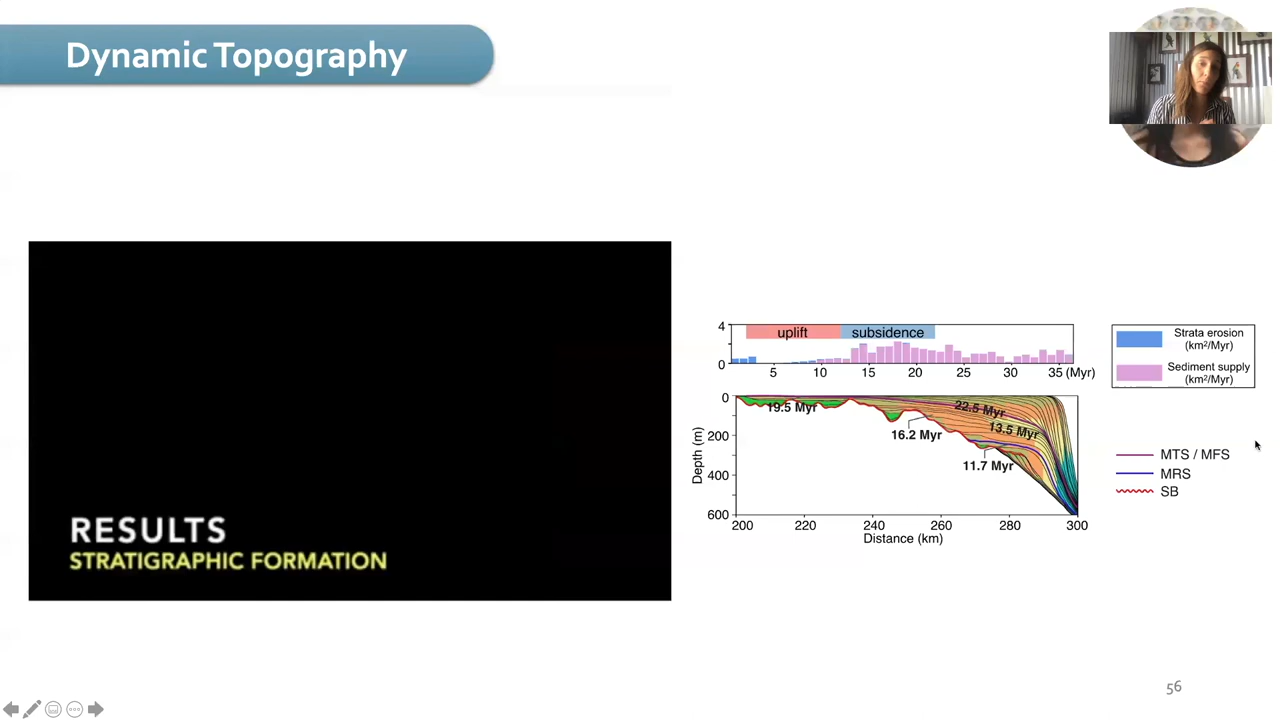 Dynamic Topography
RESULTS
STRATIGRAPHIC FORMATION
4
0
uplift
subsidence
5
10
15
20
25
30
35 (Myr)
Strata erosion
(km²/Myr)
Sediment supply
(km²/Myr)
0
200
400
600
Depth (m)
19.5 Myr
22.5 Myr
16.2 Myr
13.5 Myr
11.7 Myr
200
220
240
260
280
300
Distance (km)
MTS / MFS
MRS
SB
56